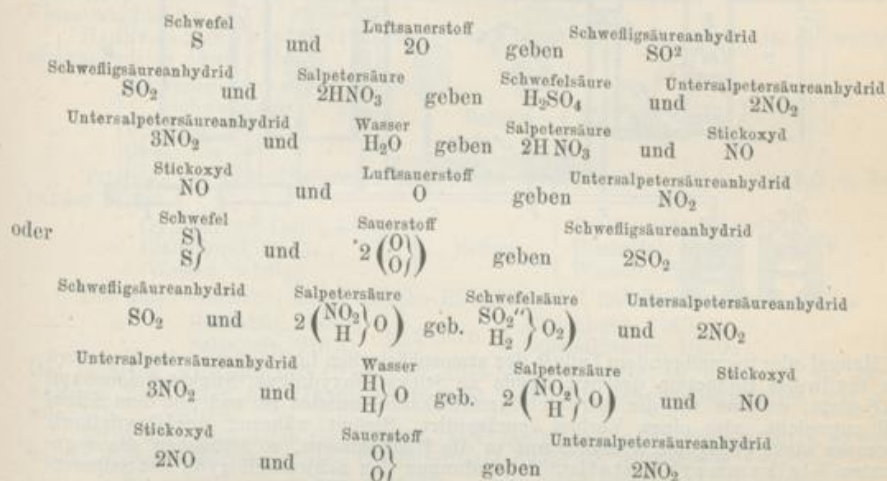 Schwefel Luftsauerstoff Schwefligsäureanhydrid
S und 2O geben SO²
Schwefligsäureanhydrid Salpetersäure Schwefelsäure Untersalpetersäureanhydrid
SO₂ und 2HNO₃ geben H₂SO₄ und 2NO₂
Untersalpetersäureanhydrid Wasser Salpetersäure Stickoxyd
3NO₂ und H₂O geben 2H NO₃ und NO
Stickoxyd Luftsauerstoff Untersalpetersäureanhydrid
NO und O geben NO₂
oder Schwefel Sauerstoff Schwefligsäureanhydrid
S} O)
S} und 2(O}) geben 2SO₂
Schwefligsäureanhydrid Salpetersäure Schwefelsäure Untersalpetersäureanhydrid
SO₂ und 2(NO₂ H} O) geb. SO₂″ H₂} O₂) und 2NO₂
Untersalpetersäureanhydrid Wasser Salpetersäure Stickoxyd
3NO₂ und H H} O geb. 2(NO₂ H} O) und NO
Stickoxyd Sauerstoff Untersalpetersäureanhydrid
2NO und O O} geben 2NO₂